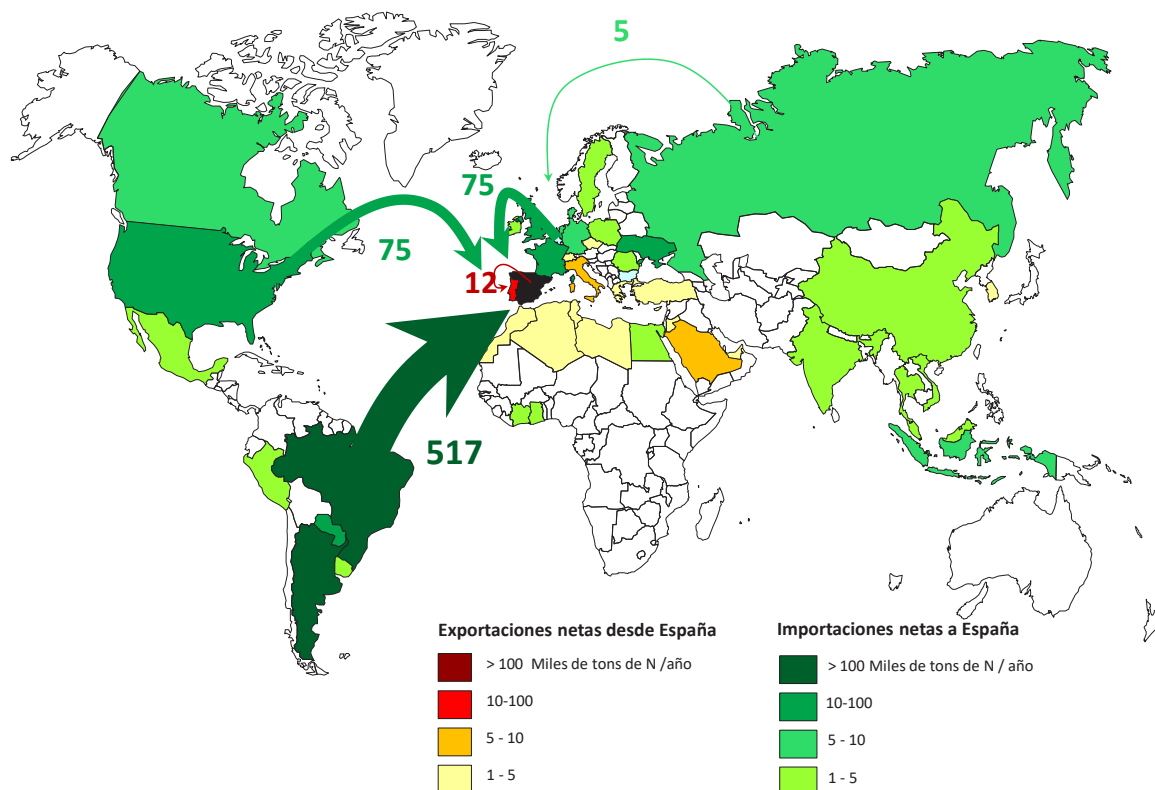 5
75
75
12
517
Exportaciones netas desde España
> 100 Miles de tons de N /año
10-100
5 - 10
1 - 5
Importaciones netas a España
> 100 Miles de tons de N / año
10-100
5 - 10
1 - 5